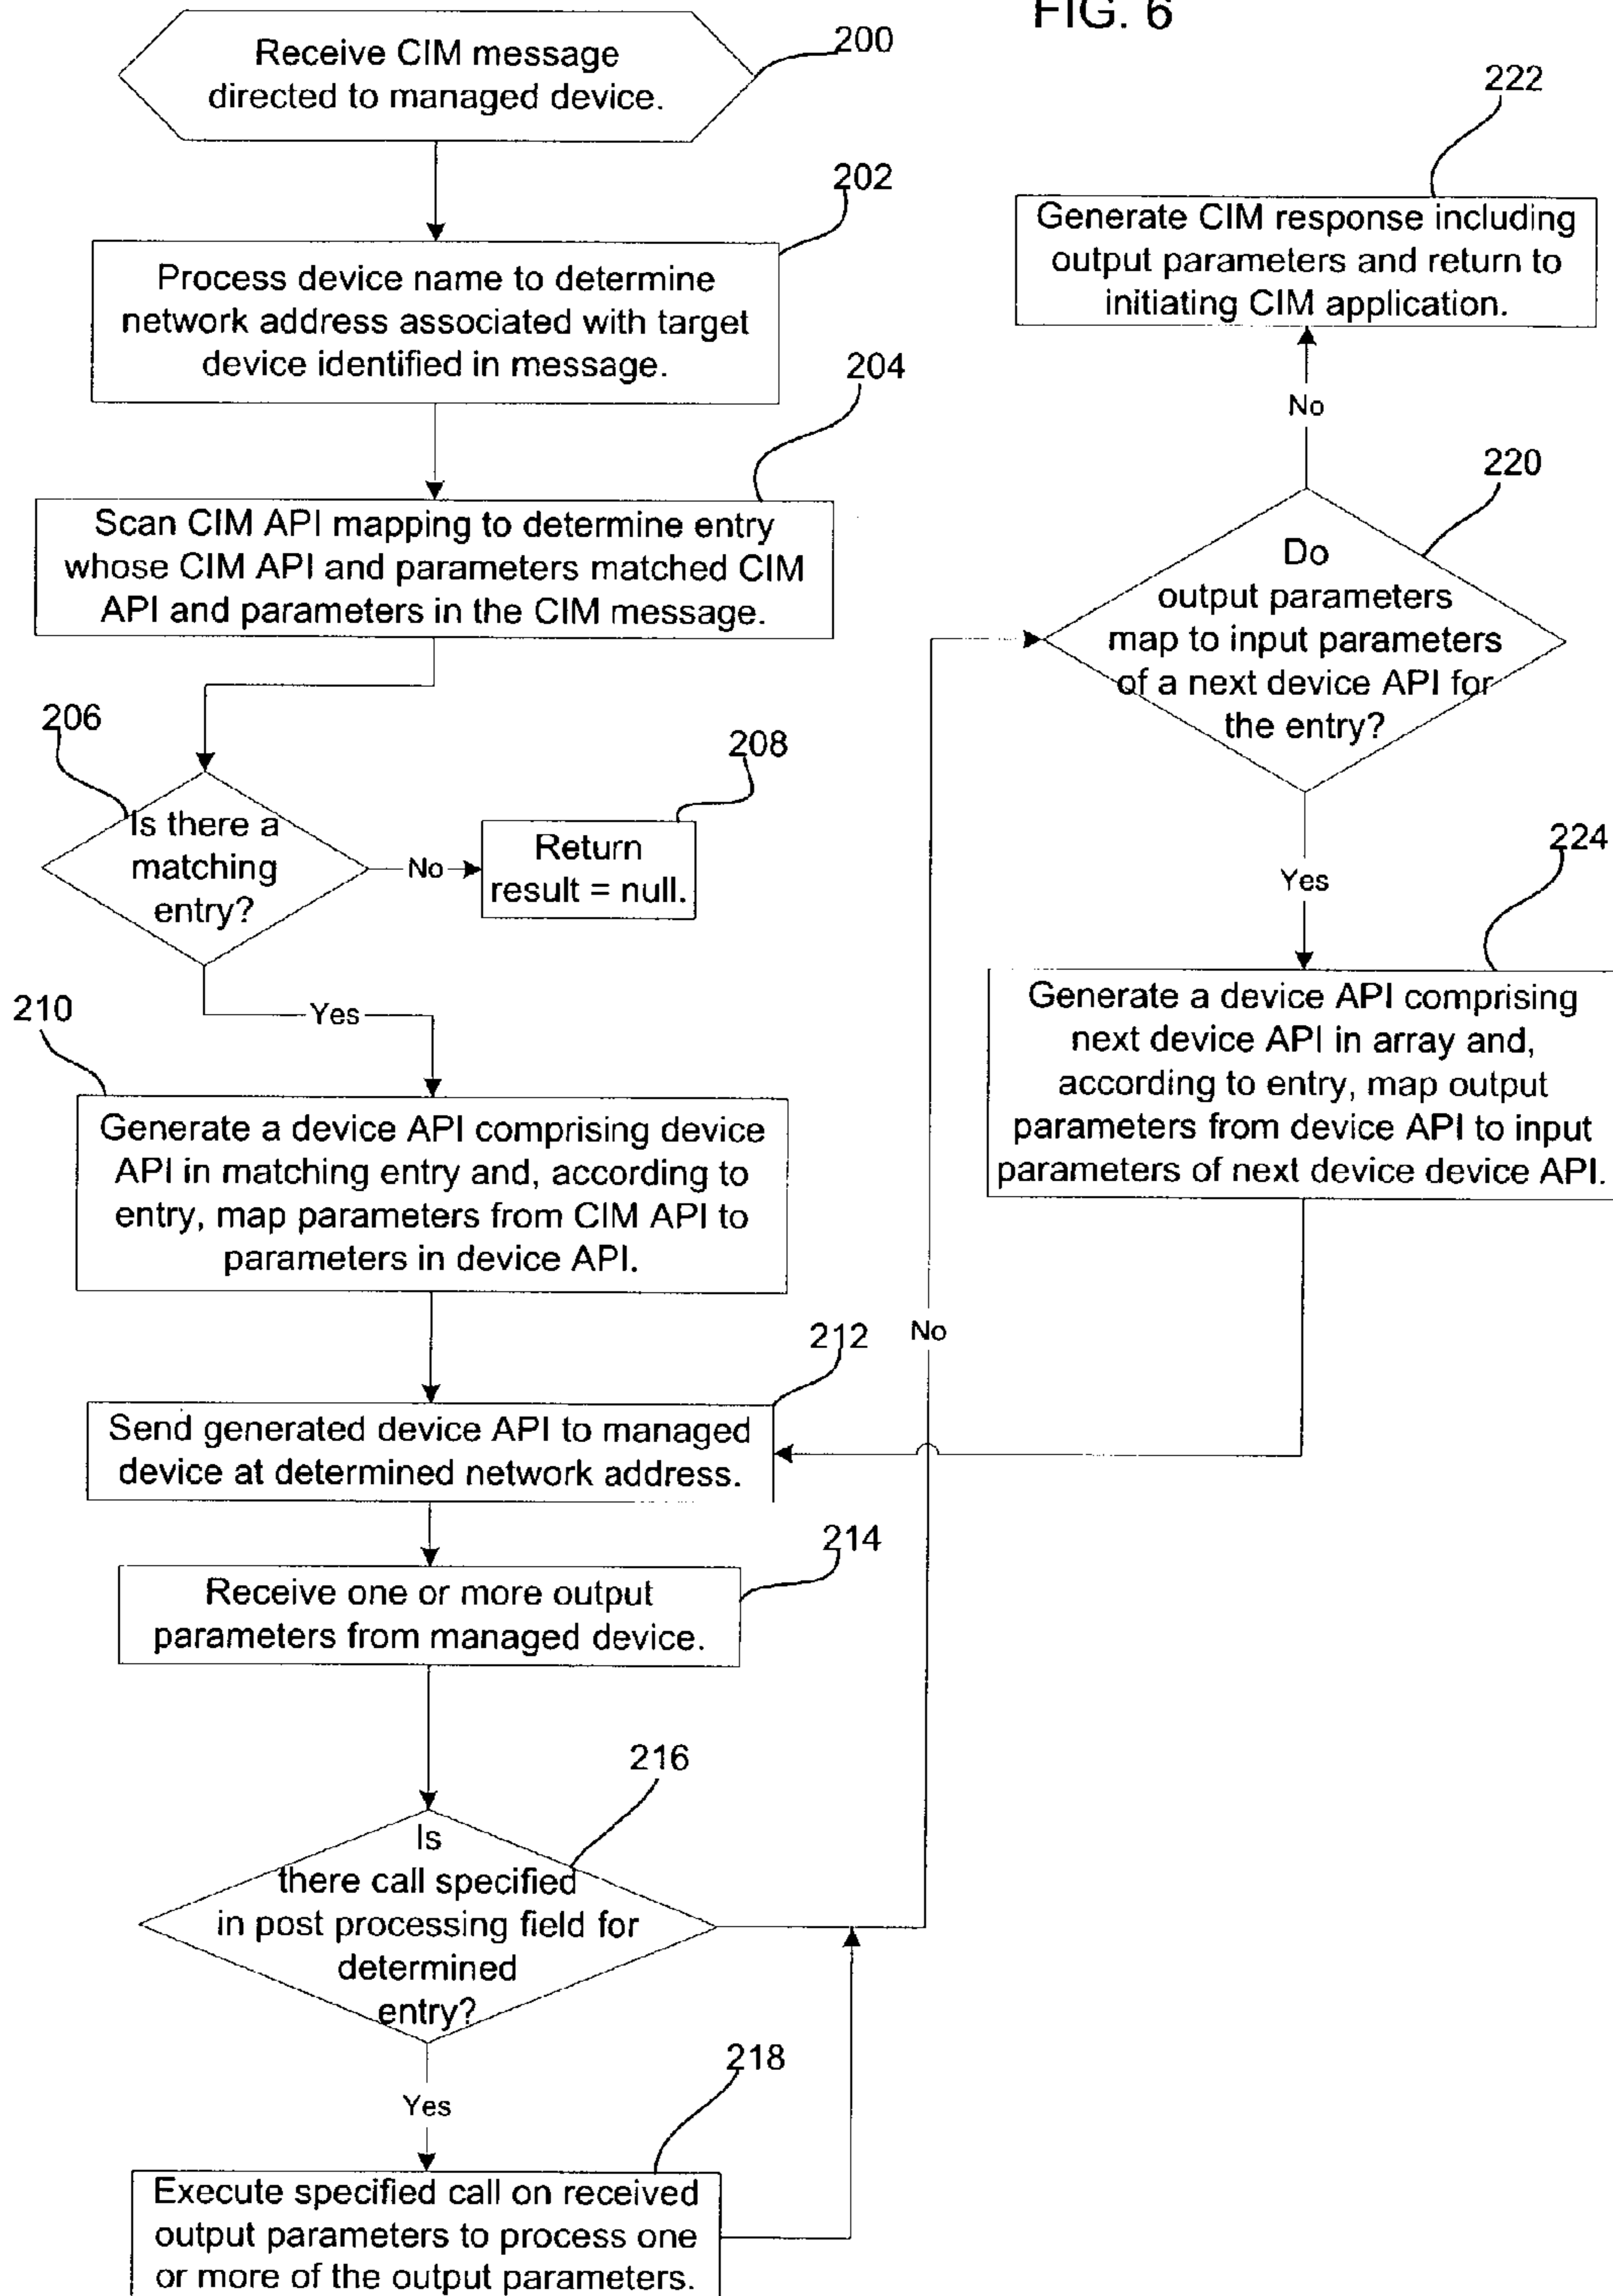 FIG. 6
Receive CIM message
directed to managed device.
200
202
Process device name to determine
network address associated with target
device identified in message.
204
Scan CIM API mapping to determine entry
whose CIM API and parameters matched CIM
API and parameters in the CIM message.
206
Is there a
matching
entry?
No
208
Return
result = null.
Yes
210
Generate a device API comprising device
API in matching entry and, according to
entry, map parameters from CIM API to
parameters in device API.
212
Send generated device API to managed
device at determined network address.
214
Receive one or more output
parameters from managed device.
216
Is
there call specified
in post processing field for
determined
entry?
No
Yes
218
Execute specified call on received
output parameters to process one
or more of the output parameters.
220
Do
output parameters
map to input parameters
of a next device API for
the entry?
No
222
Generate CIM response including
output parameters and return to
initiating CIM application.
Yes
224
Generate a device API comprising
next device API in array and,
according to entry, map output
parameters from device API to input
parameters of next device device API.